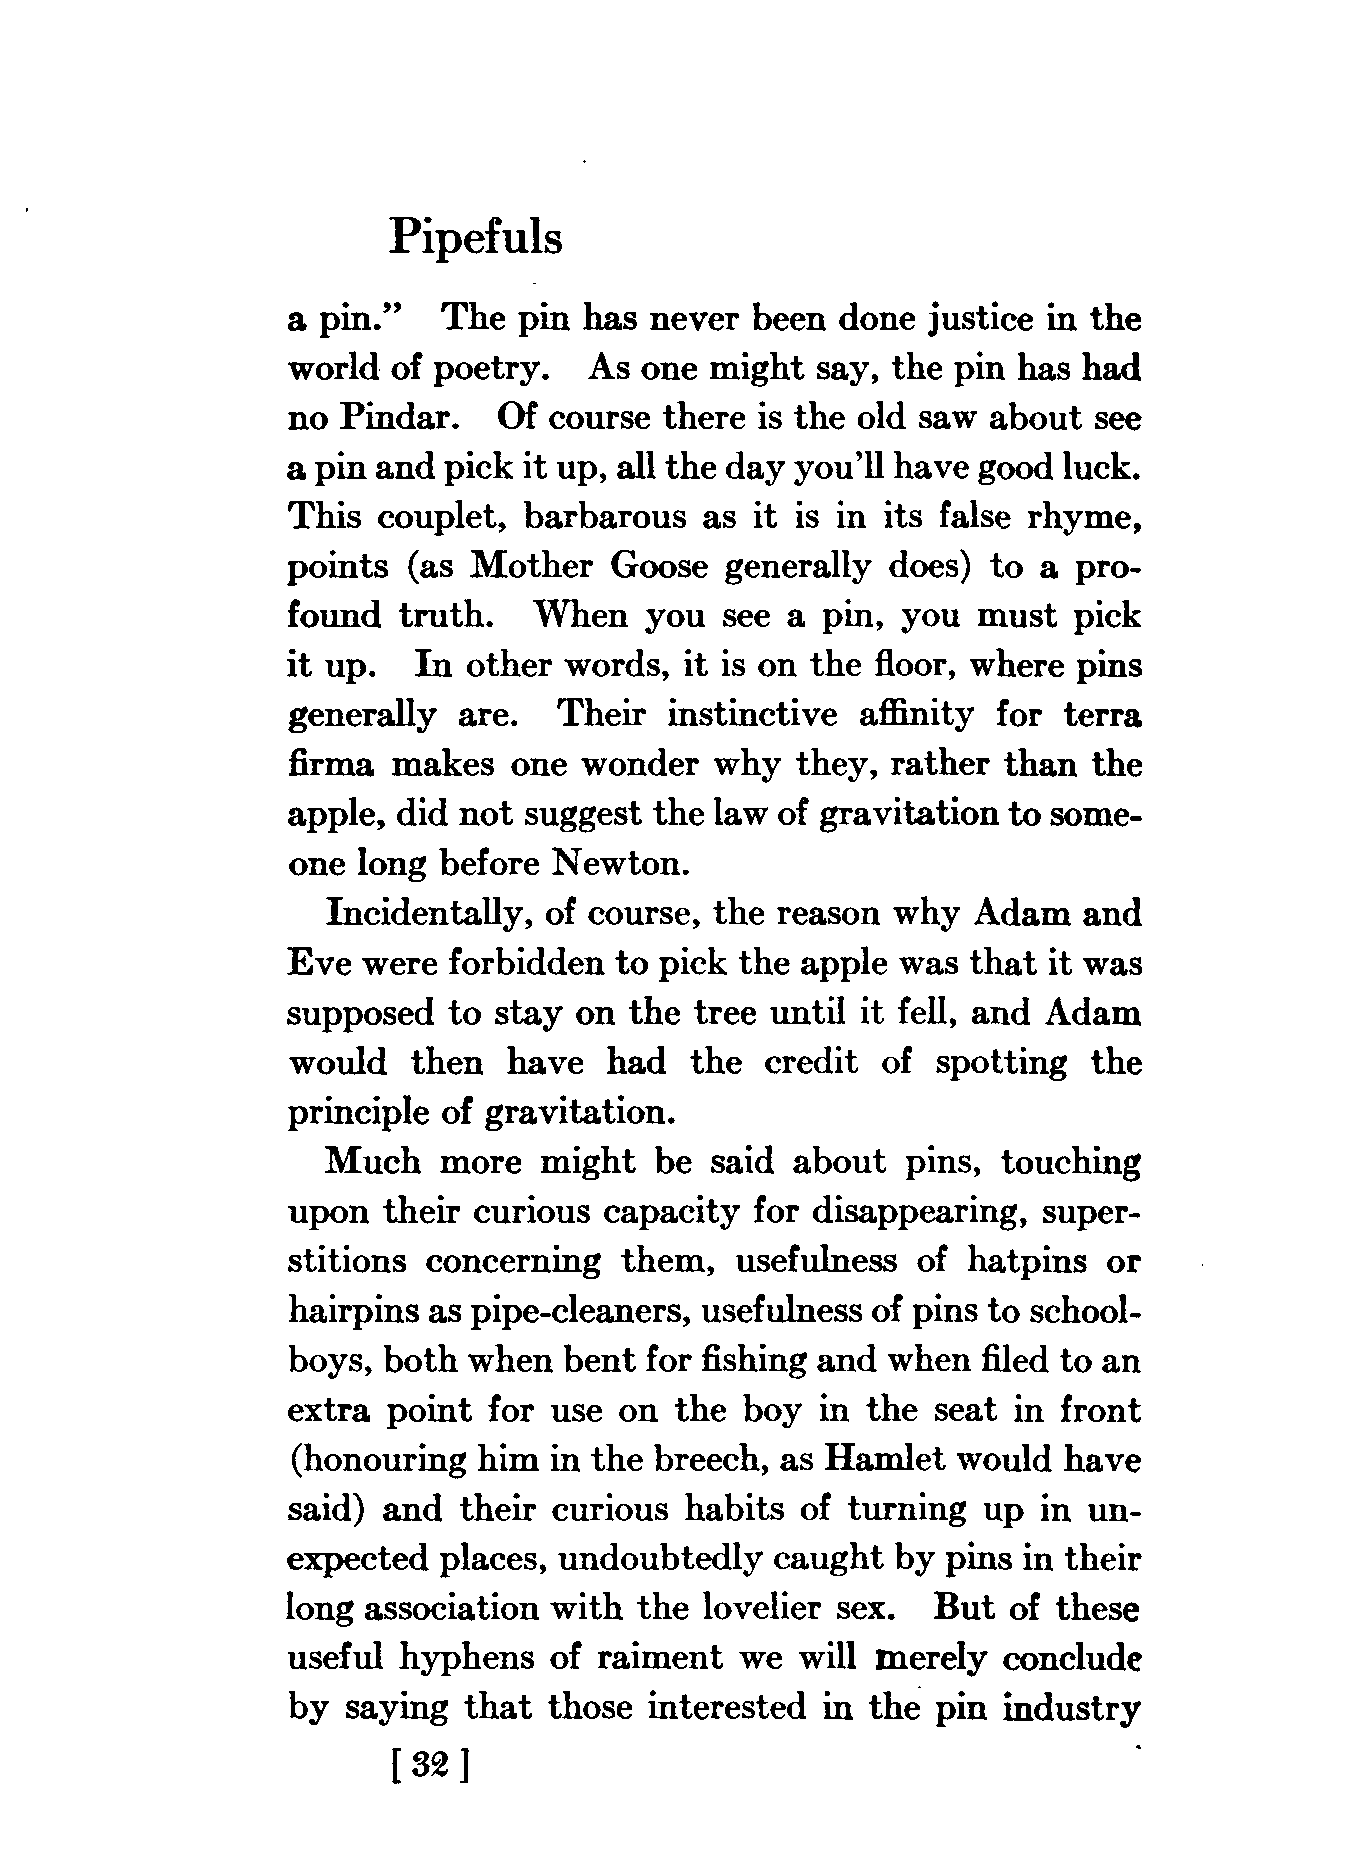 Pipefuls
a pin.” The pin has never been done justice in the
world of poetry. As one might say, the pin has had
no Pindar. Of course there is the old saw about see
a pin and pick it up, all the day you’ll have good luck.
This couplet, barbarous as it is in its false rhyme,
points (as Mother Goose generally does) to a pro-
found truth. When you see a pin, you must pick
it up. In other words, it is on the floor, where pins
generally are. Their instinctive affinity for terra
firma makes one wonder why they, rather than the
apple, did not suggest the law of gravitation to some-
one long before Newton.
Incidentally, of course, the reason why Adam and
Eve were forbidden to pick the apple was that it was
supposed to stay on the tree until it fell, and Adam
would then have had the credit of spotting the
principle of gravitation.
Much more might be said about pins, touching
upon their curious capacity for disappearing, super-
stitions concerning them, usefulness of hatpins or
hairpins as pipe-cleaners, usefulness of pins to school-
boys, both when bent for fishing and when filed to an
extra point for use on the boy in the seat in front
(honouring him in the breech, as Hamlet would have
said) and their curious habits of turning up in un-
expected places, undoubtedly caught by pins in their
long association with the lovelier sex. But of these
useful hyphens of raiment we will merely conclude
by saying that those interested in the pin industry
[ 32 ]